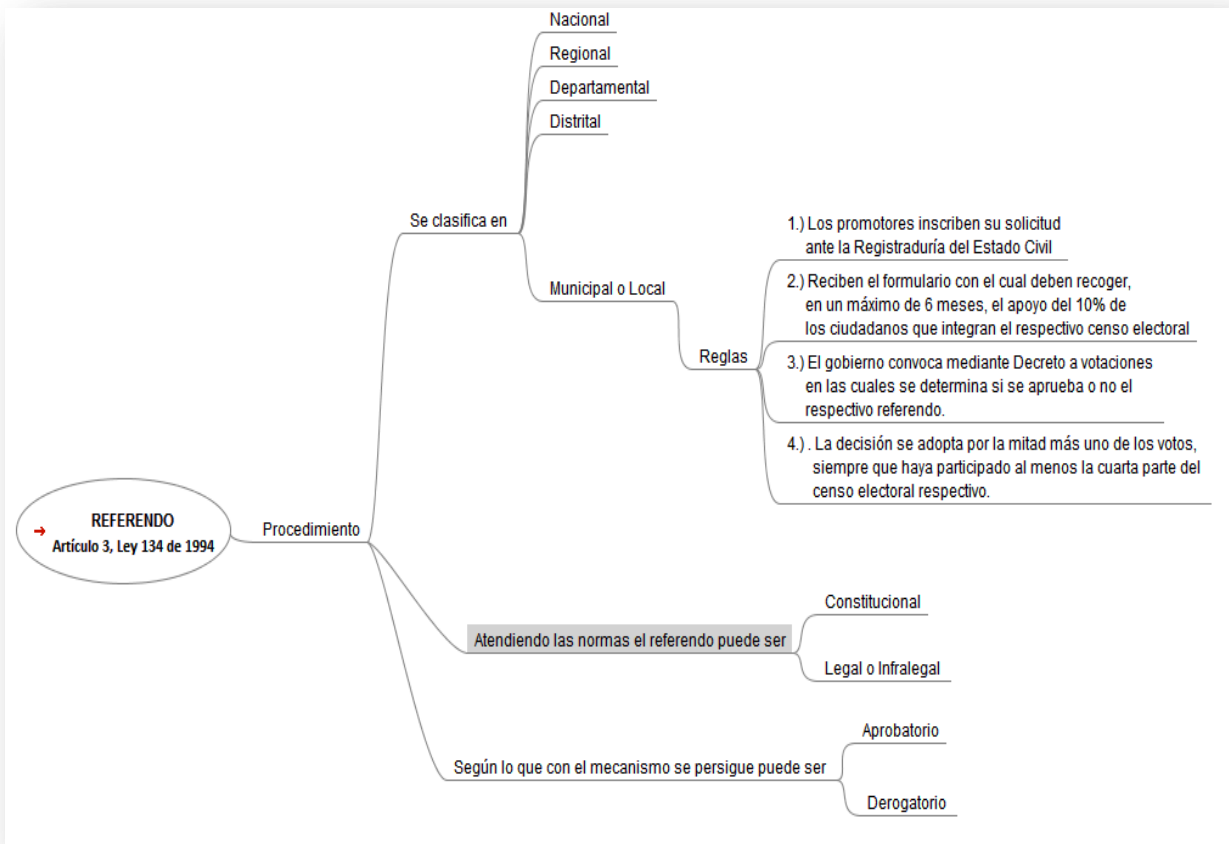 REFERENDO
Artículo 3, Ley 134 de 1994
Procedimiento
Se clasifica en
Nacional
Regional
Departamental
Distrital
Municipal o Local
Reglas
1.) Los promotores inscriben su solicitud
ante la Registraduría del Estado Civil
2.) Reciben el formulario con el cual deben recoger,
en un máximo de 6 meses, el apoyo del 10% de
los ciudadanos que integran el respectivo censo electoral
3.) El gobierno convoca mediante Decreto a votaciones
en las cuales se determina si se aprueba o no el
respectivo referendo.
4.) . La decisión se adopta por la mitad más uno de los votos,
siempre que haya participado al menos la cuarta parte del
censo electoral respectivo.
Atendiendo las normas el referendo puede ser
Constitucional
Legal o Infralegal
Según lo que con el mecanismo se persigue puede ser
Aprobatorio
Derogatorio